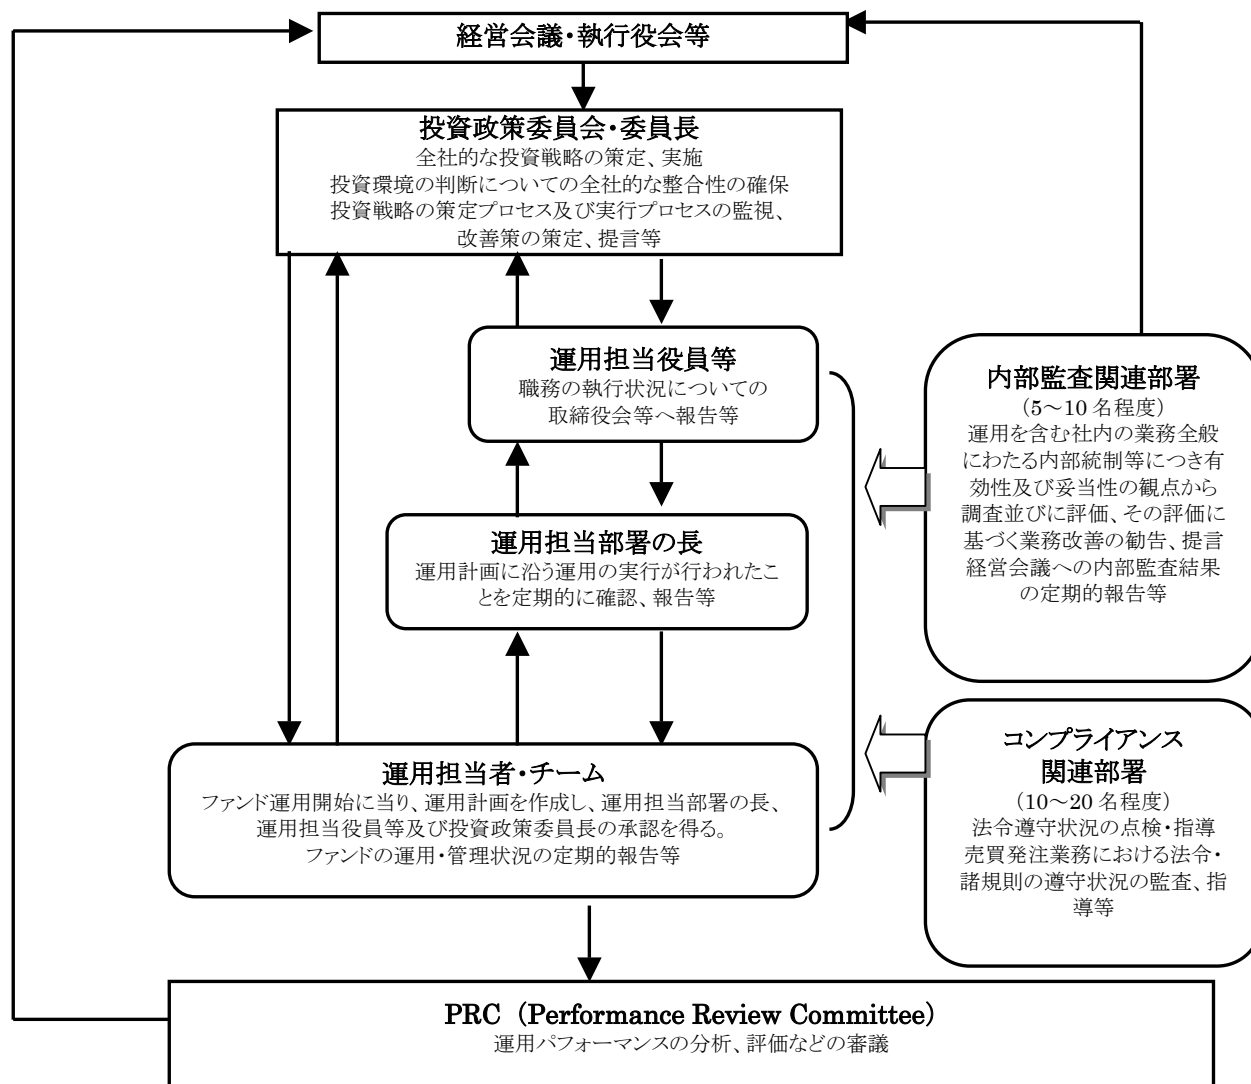 経営会議・執行役会等
投資政策委員会・委員長
全社的な投資戦略の策定、実施
投資環境の判断についての全社的な整合性の確保
投資戦略の策定プロセス及び実行プロセスの監視、
改善策の策定、提言等
運用担当役員等
職務の執行状況についての
取締役会等へ報告等
運用担当部署の長
運用計画に沿う運用の実行が行われたこ
とを定期的に確認、報告等
運用担当者・チーム
ファンド運用開始に当り、運用計画を作成し、運用担当部署の長、
運用担当役員等及び投資政策委員長の承認を得る。
ファンドの運用・管理状況の定期的報告等
内部監査関連部署
(5～10 名程度)
運用を含む社内の業務全般
にわたる内部統制等につき有
効性及び妥当性の観点から
調査並びに評価、その評価に
基づく業務改善の勧告、提言
経営会議への内部監査結果
の定期的報告等
コンプライアンス
関連部署
(10～20 名程度)
法令遵守状況の点検・指導
売買発注業務における法令・
諸規則の遵守状況の監査、指
導等
PRC (Performance Review Committee)
運用パフォーマンスの分析、評価などの審議